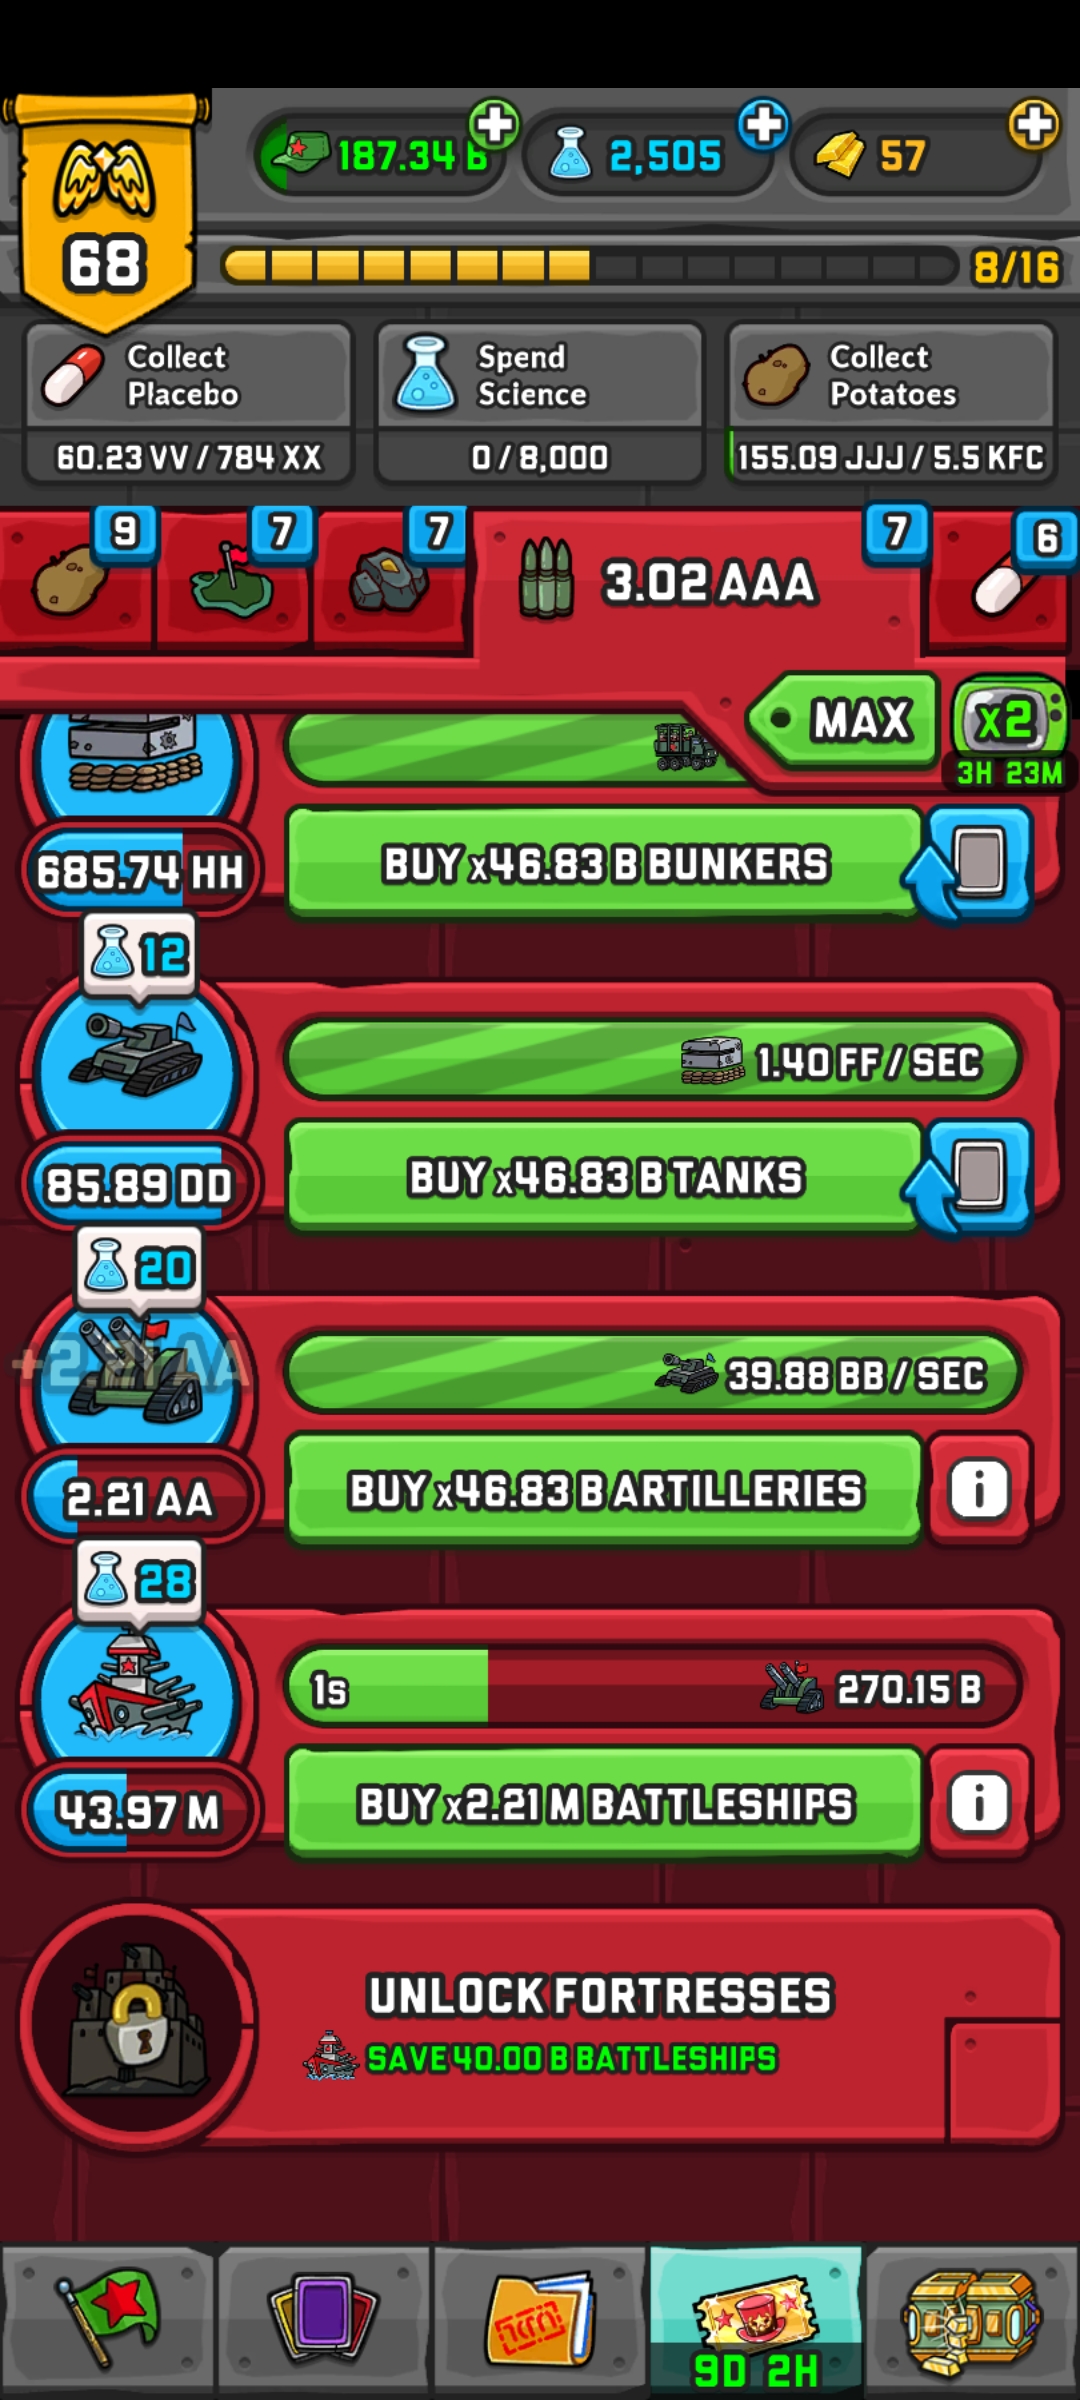 187.34 B
2,505
57
68
8/16
Collect
Placebo
60.23 VV / 784 XX
Spend
Science
0 / 8,000
Collect
Potatoes
155.09 JJJ / 5.5 KFC
9
7
7
3.02 AAA
7
6
MAX
x2
3H 23M
685.74 HH
BUY x46.83 B BUNKERS
12
1.40 FF / SEC
85.89 DD
BUY x46.83 B TANKS
20
+2.21 AA
39.88 BB / SEC
2.21 AA
BUY x46.83 B ARTILLERIES
i
28
1s
270.15 B
43.97 M
BUY x2.21 M BATTLESHIPS
i
UNLOCK FORTRESSES
SAVE 40.00 B BATTLESHIPS
9D 2H